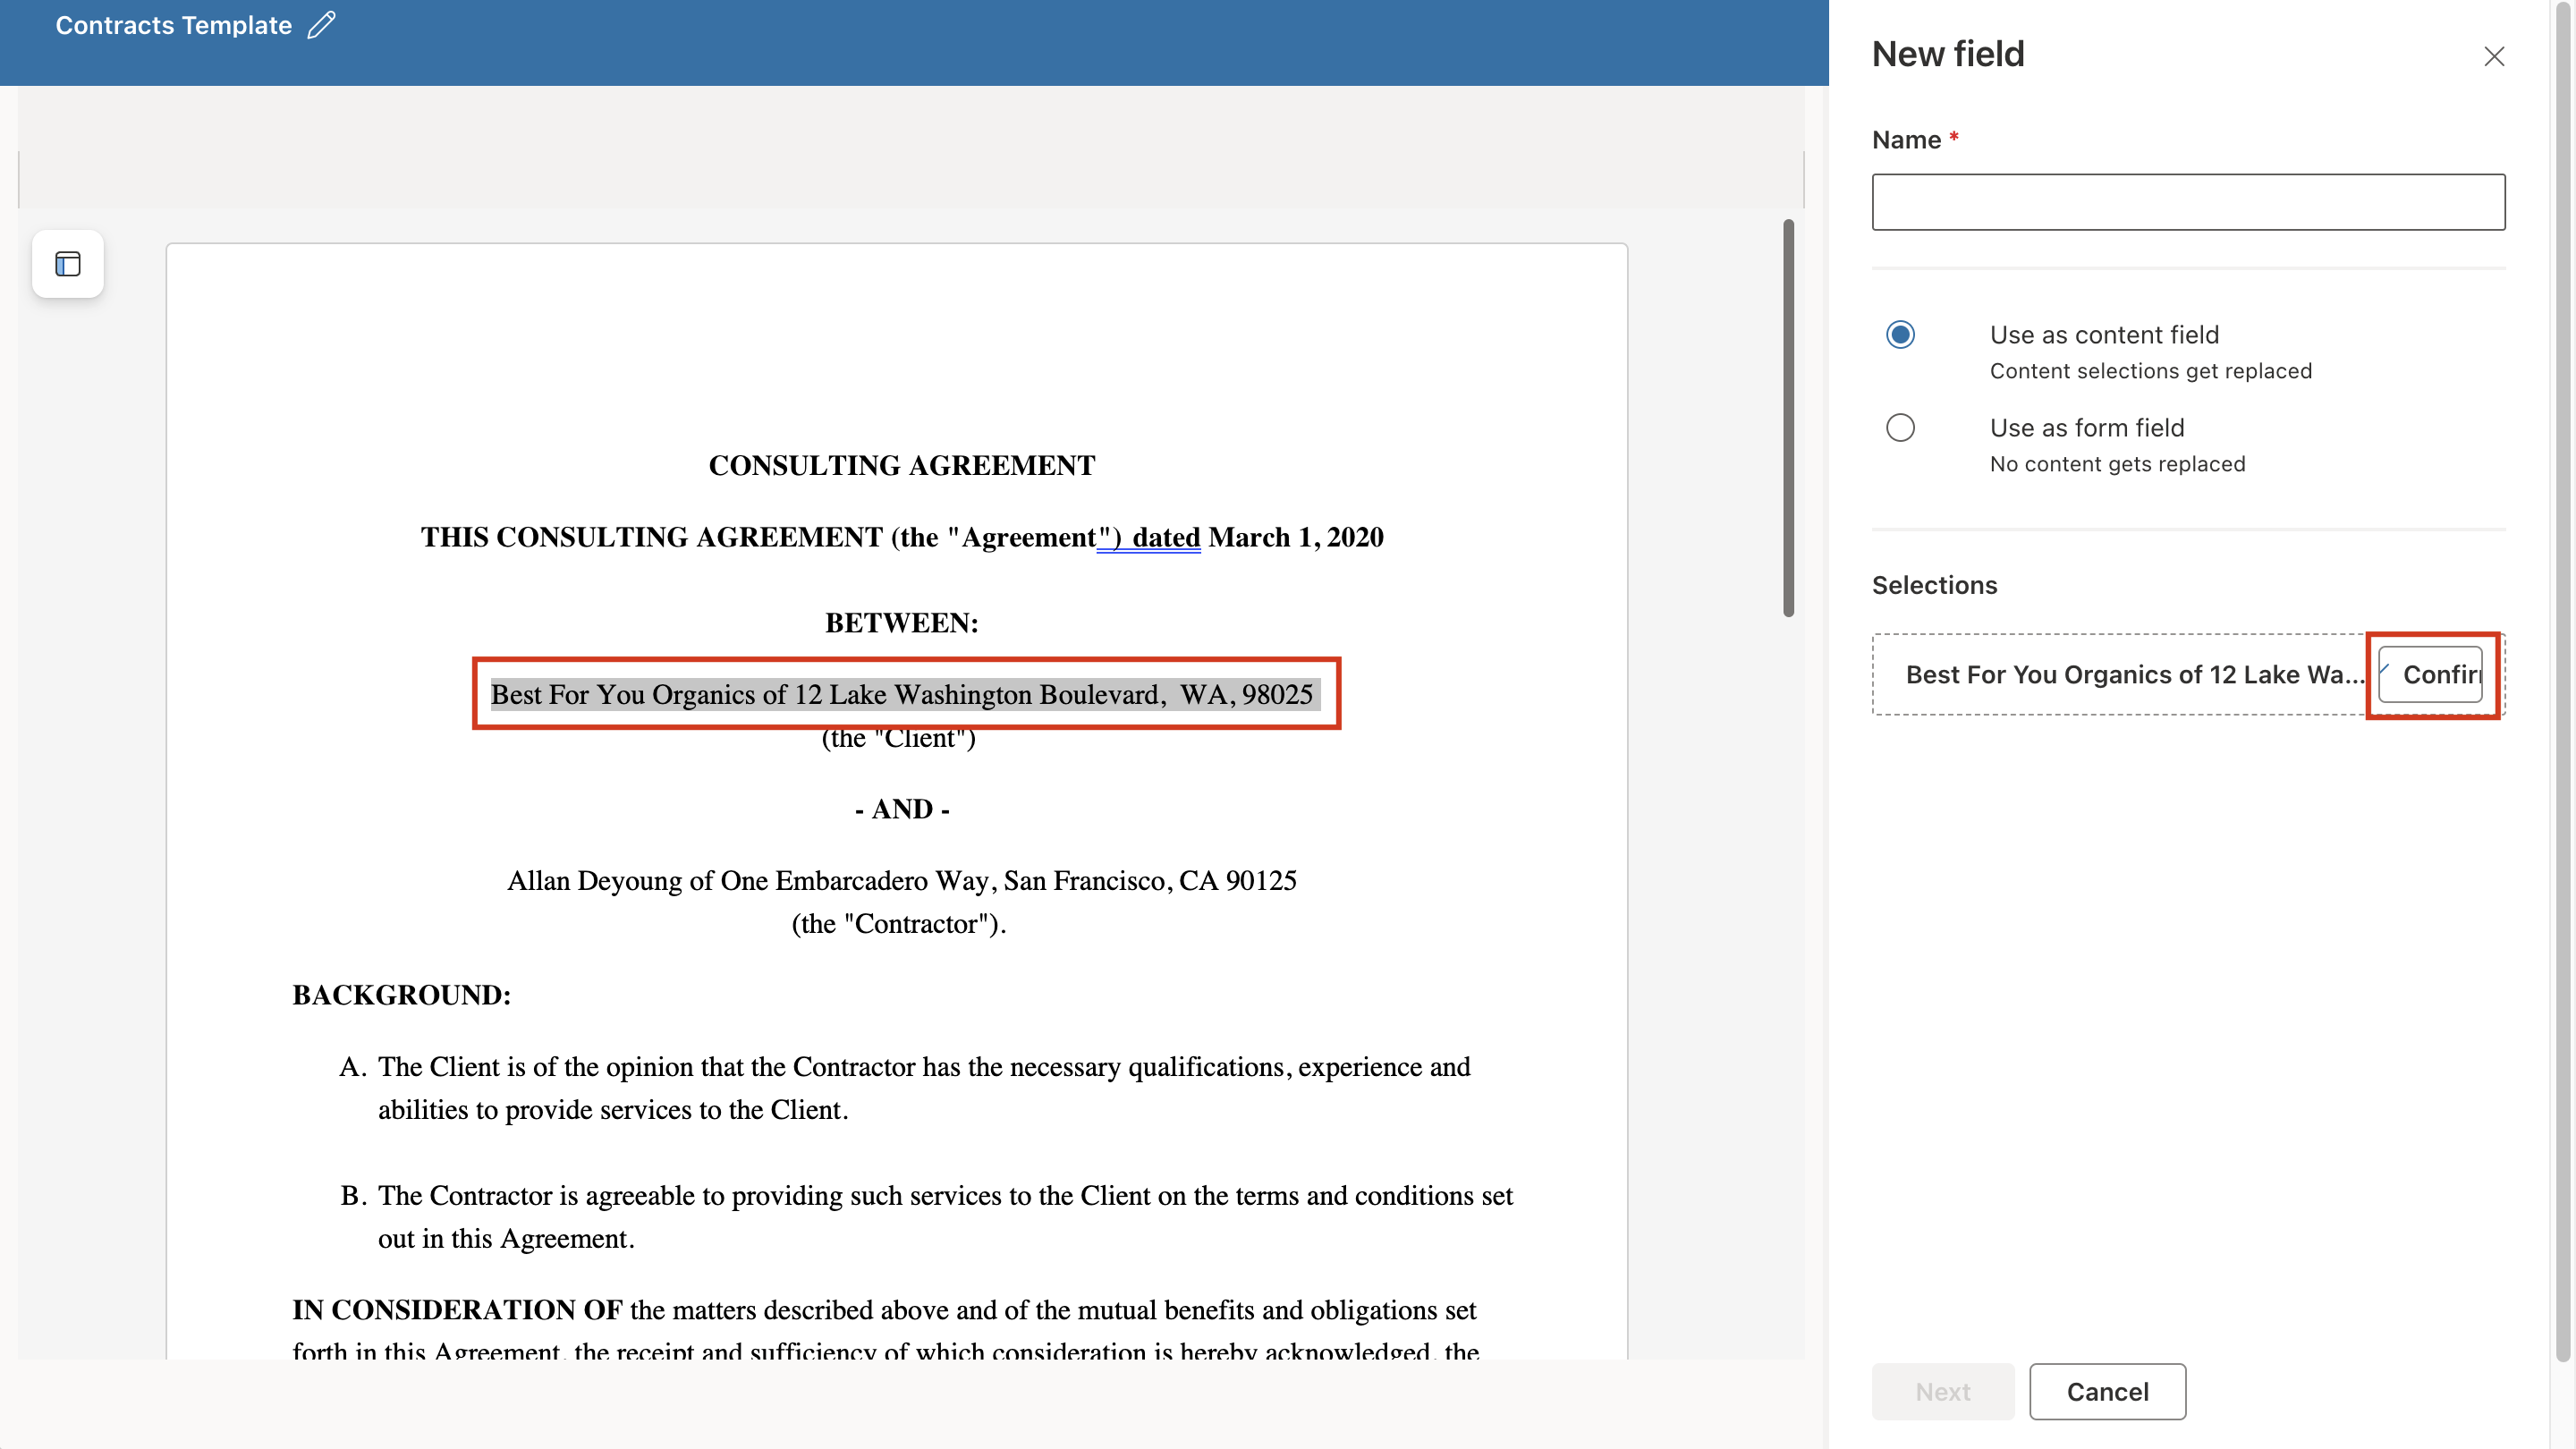 Contracts Template
CONSULTING AGREEMENT
THIS CONSULTING AGREEMENT (the "Agreement") dated March 1, 2020
BETWEEN:
Best For You Organics of 12 Lake Washington Boulevard, WA, 98025
(the "Client")
- AND -
Allan Deyoung of One Embarcadero Way, San Francisco, CA 90125
(the "Contractor").
BACKGROUND:
A. The Client is of the opinion that the Contractor has the necessary qualifications, experience and
abilities to provide services to the Client.
B. The Contractor is agreeable to providing such services to the Client on the terms and conditions set
out in this Agreement.
IN CONSIDERATION OF the matters described above and of the mutual benefits and obligations set
forth in this Agreement, the receipt and sufficiency of which consideration is hereby acknowledged, the
New field
Name *
Use as content field
Content selections get replaced
Use as form field
No content gets replaced
Selections
Best For You Organics of 12 Lake Wa...
Confir
Next
Cancel